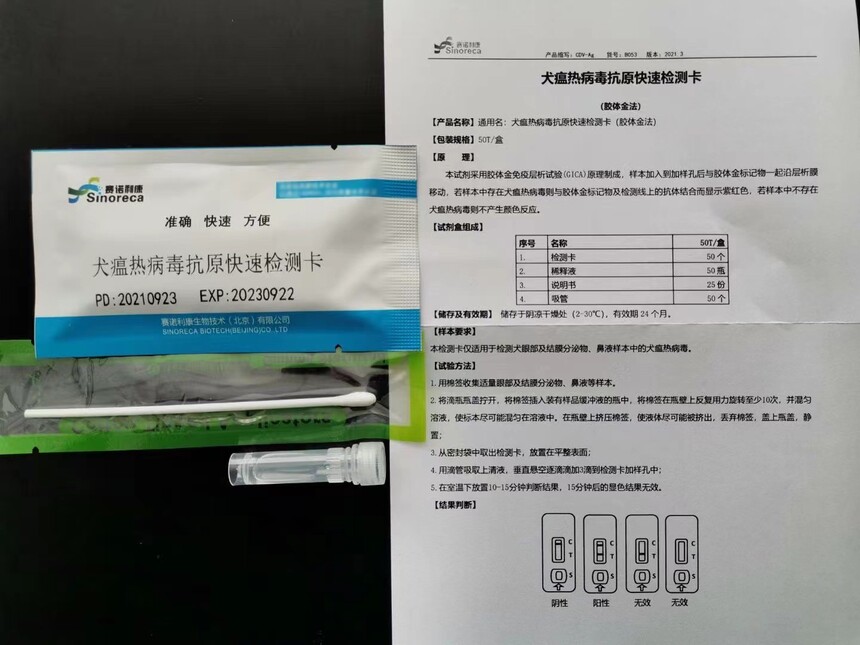 赛诺利康
Sinoreca
准确 快速 方便
犬瘟热病毒抗原快速检测卡
PD:20210923 EXP:20230922
赛诺利康生物技术（北京）有限公司
SINORECA BIOTECH(BEIJING)CO.,LTD
赛诺利康
Sinoreca
产品缩写: CDV-Ag 货号: B053 版本: 2021.3
犬瘟热病毒抗原快速检测卡
(胶体金法)
【产品名称】通用名：犬瘟热病毒抗原快速检测卡（胶体金法）
【包装规格】50T/盒
【原 理】
本试剂采用胶体金免疫层析试验(GICA)原理制成，样本加入到加样孔后与胶体金标记物一起沿层析膜
移动，若样本中存在犬瘟热病毒则与胶体金标记物及检测线上的抗体结合而显示紫红色，若样本中不存在
犬瘟热病毒则不产生颜色反应。
【试剂盒组成】
序号 名称 50T/盒
1. 检测卡 50个
2. 稀释液 50瓶
3. 说明书 25份
4. 吸管 50个
【储存及有效期】 储存于阴凉干燥处（2-30℃），有效期24个月。
【样本要求】
本检测卡仅适用于检测犬眼部及结膜分泌物、鼻液样本中的犬瘟热病毒。
【试验方法】
1. 用棉签收集适量眼部及结膜分泌物、鼻液等样本。
2. 将滴瓶瓶盖拧开，将棉签插入装有样品缓冲液的瓶中，将棉签在瓶壁上反复用力旋转至少10次，并混匀
溶液，使标本尽可能混匀在溶液中。在瓶壁上挤压棉签，使液体尽可能被挤出，丢弃棉签，盖上瓶盖，静
置；
3. 从密封袋中取出检测卡，放置在平整表面；
4. 用滴管吸取上清液，垂直悬空逐滴滴加3滴到检测卡加样孔中；
5. 在室温下放置10-15分钟判断结果，15分钟后的显色结果无效。
【结果判断】
C C C C
T T T T
S S S S
阴性 阳性 无效 无效